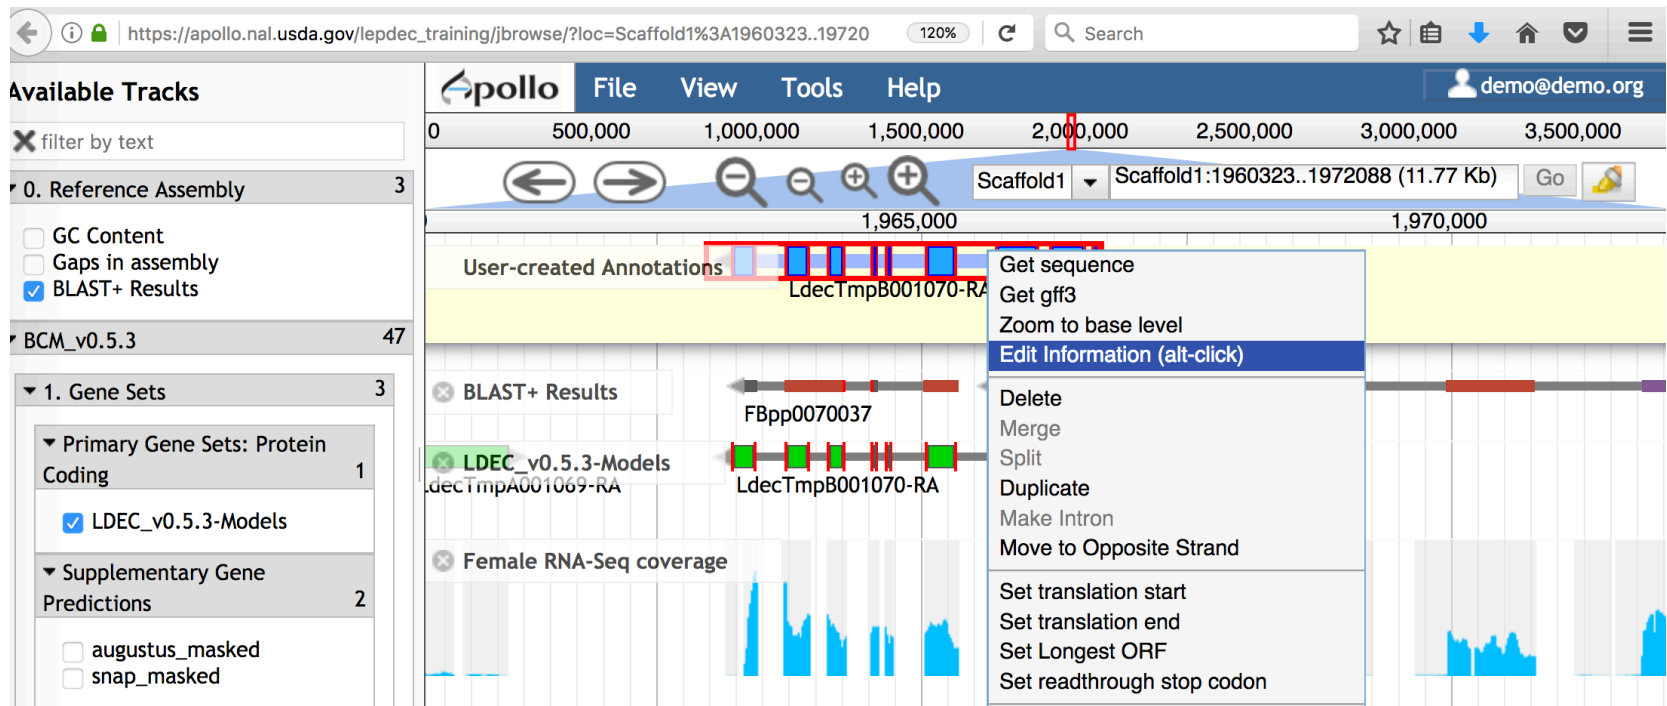 https://apollo.nal.usda.gov/lepdec_training/jbrowse/?loc=Scaffold1%3A1960323..19720
120%
Search
Available Tracks
filter by text
0. Reference Assembly 3
GC Content
Gaps in assembly
BLAST+ Results
BCM_v0.5.3 47
1. Gene Sets 3
Primary Gene Sets: Protein
Coding 1
LDEC_v0.5.3-Models
Supplementary Gene
Predictions 2
augustus_masked
snap_masked
Apollo File View Tools Help demo@demo.org
0 500,000 1,000,000 1,500,000 2,000,000 2,500,000 3,000,000 3,500,000
Scaffold1 Scaffold1:1960323..1972088 (11.77 Kb) Go
1,965,000 1,970,000
User-created Annotations
LdecTmpB001070-RA
BLAST+ Results
FBpp0070037
LDEC_v0.5.3-Models
LdecTmpA001069-RA LdecTmpB001070-RA
Female RNA-Seq coverage
Get sequence
Get gff3
Zoom to base level
Edit Information (alt-click)
Delete
Merge
Split
Duplicate
Make Intron
Move to Opposite Strand
Set translation start
Set translation end
Set Longest ORF
Set readthrough stop codon